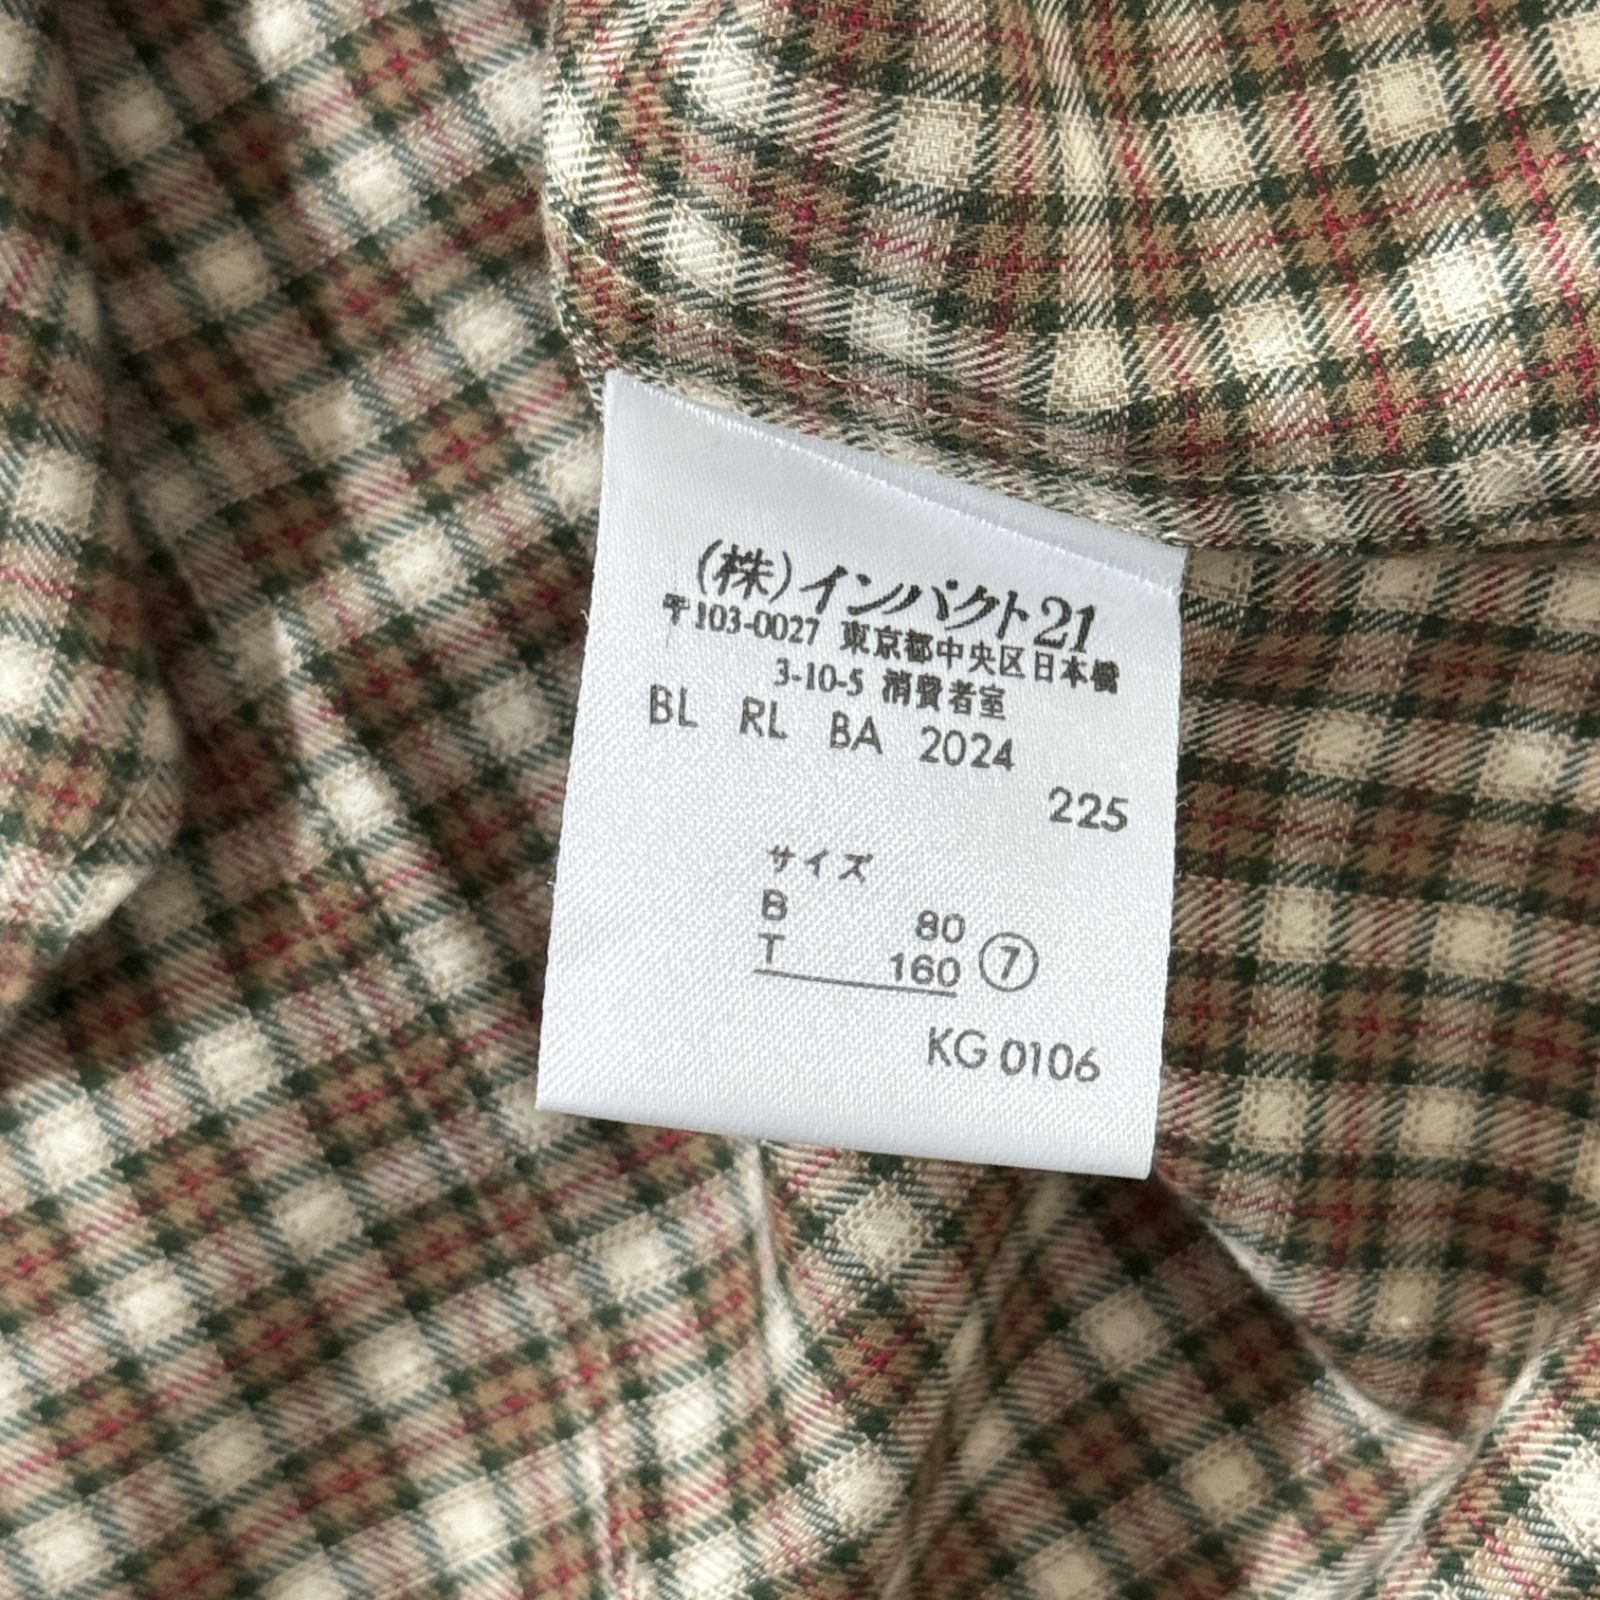 (株)インパクト21
〒103-0027 東京都中央区日本橋
3-10-5 消費者室
BL RL BA 2024
225
サイズ
B 80
T 160 ⑦
KG 0106